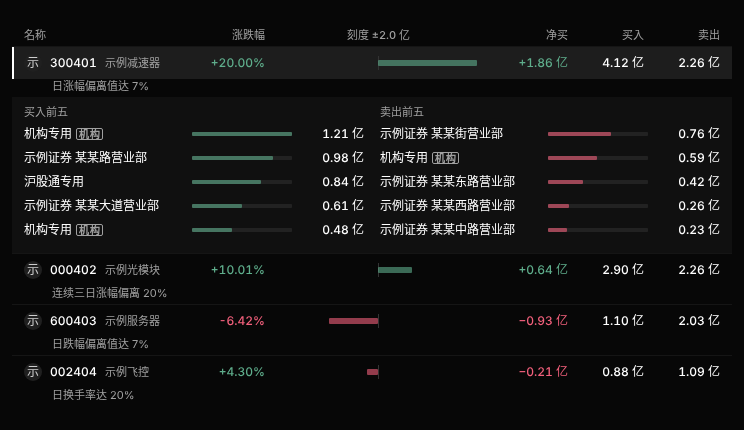 名称 涨跌幅 刻度 ±2.0 亿 净买 买入 卖出
示 300401 示例减速器 +20.00% +1.86 亿 4.12 亿 2.26 亿
日涨幅偏离值达 7%
买入前五 卖出前五
机构专用 机构 1.21 亿 示例证券 某某街营业部 0.76 亿
示例证券 某某路营业部 0.98 亿 机构专用 机构 0.59 亿
沪股通专用 0.84 亿 示例证券 某某东路营业部 0.42 亿
示例证券 某某大道营业部 0.61 亿 示例证券 某某西路营业部 0.26 亿
机构专用 机构 0.48 亿 示例证券 某某中路营业部 0.23 亿
示 000402 示例光模块 +10.01% +0.64 亿 2.90 亿 2.26 亿
连续三日涨幅偏离 20%
示 600403 示例服务器 -6.42% −0.93 亿 1.10 亿 2.03 亿
日跌幅偏离值达 7%
示 002404 示例飞控 +4.30% −0.21 亿 0.88 亿 1.09 亿
日换手率达 20%